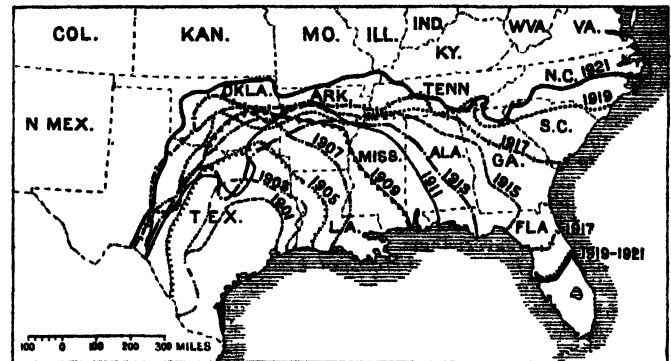 COL.
KAN.
MO.
ILL.
IND.
WVA.
VA.
KY.
N.C. 1921
OKLA.
ARK.
TENN
1919
N MEX.
S.C.
1917
1907
MISS.
ALA.
GA.
1909
1911
1913
1915
1905
TEX.
1901
LA.
FLA
1917
1919-1921
100 0 100 200 300 MILES